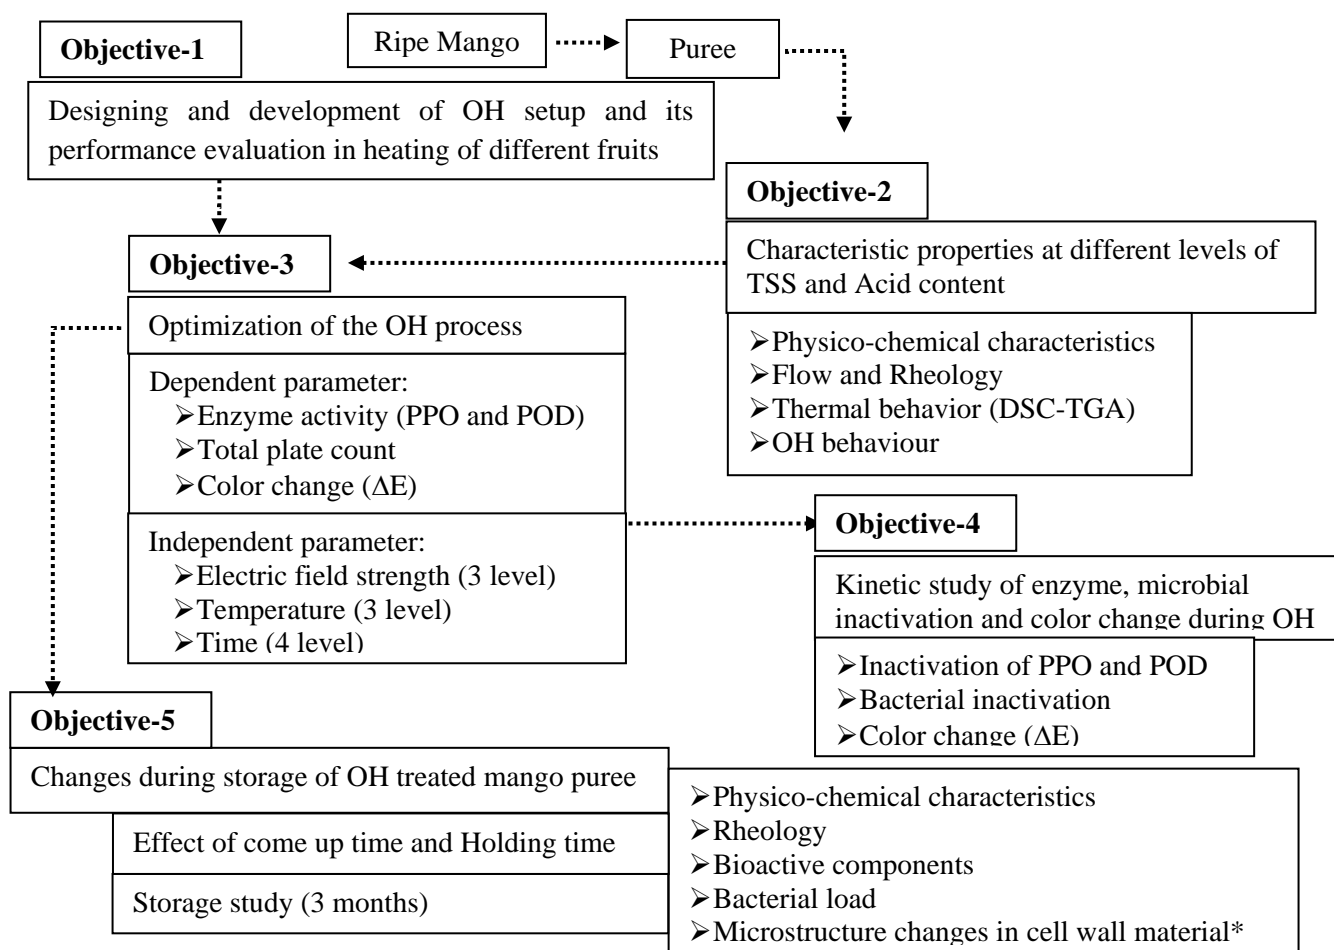 Objective-1
Ripe Mango
Puree
Designing and development of OH setup and its
performance evaluation in heating of different fruits
Objective-2
Characteristic properties at different levels of
TSS and Acid content
➢Physico-chemical characteristics
➢Flow and Rheology
➢Thermal behavior (DSC-TGA)
➢OH behaviour
Objective-3
Optimization of the OH process
Dependent parameter:
➢Enzyme activity (PPO and POD)
➢Total plate count
➢Color change (ΔE)
Independent parameter:
➢Electric field strength (3 level)
➢Temperature (3 level)
➢Time (4 level)
Objective-4
Kinetic study of enzyme, microbial
inactivation and color change during OH
➢Inactivation of PPO and POD
➢Bacterial inactivation
➢Color change (ΔE)
Objective-5
Changes during storage of OH treated mango puree
Effect of come up time and Holding time
Storage study (3 months)
➢Physico-chemical characteristics
➢Rheology
➢Bioactive components
➢Bacterial load
➢Microstructure changes in cell wall material*